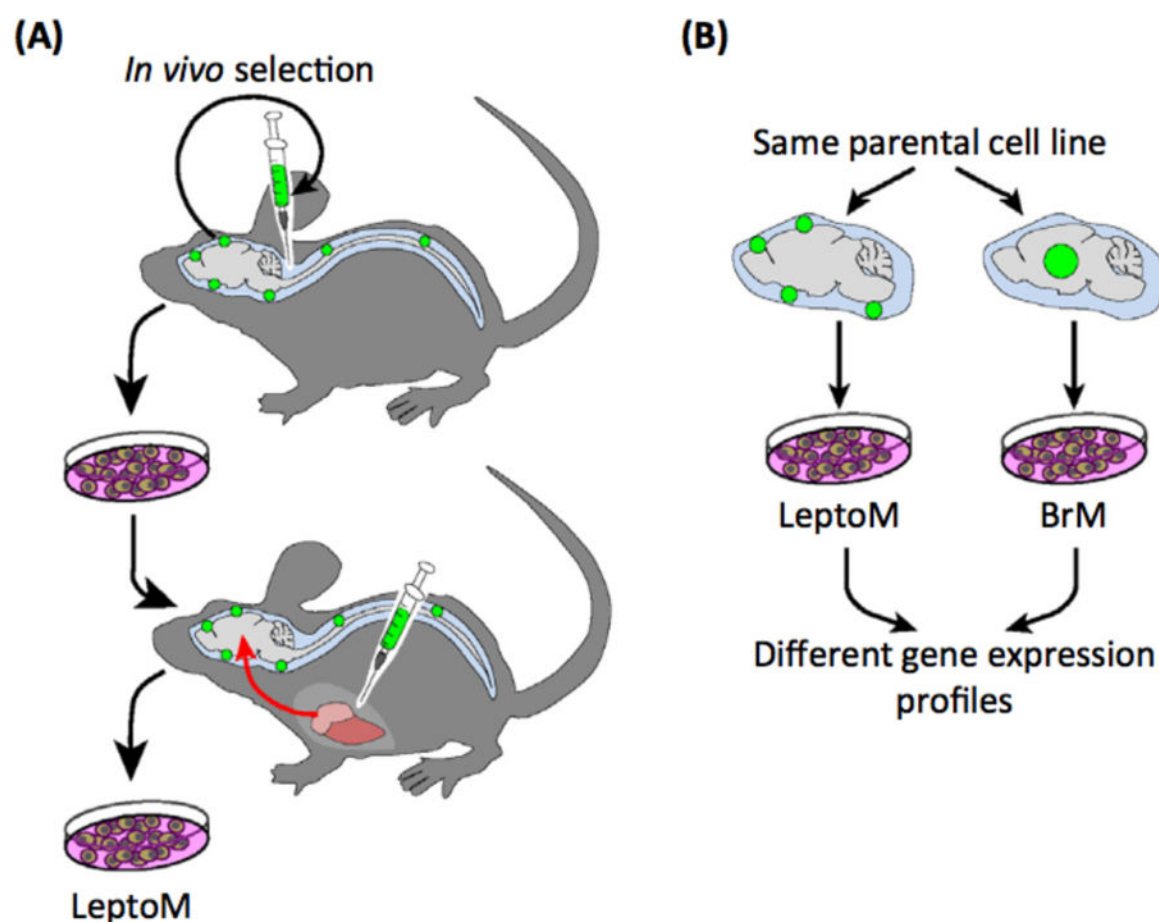 (A)
In vivo selection
LeptoM
(B)
Same parental cell line
LeptoM
BrM
Different gene expression
profiles